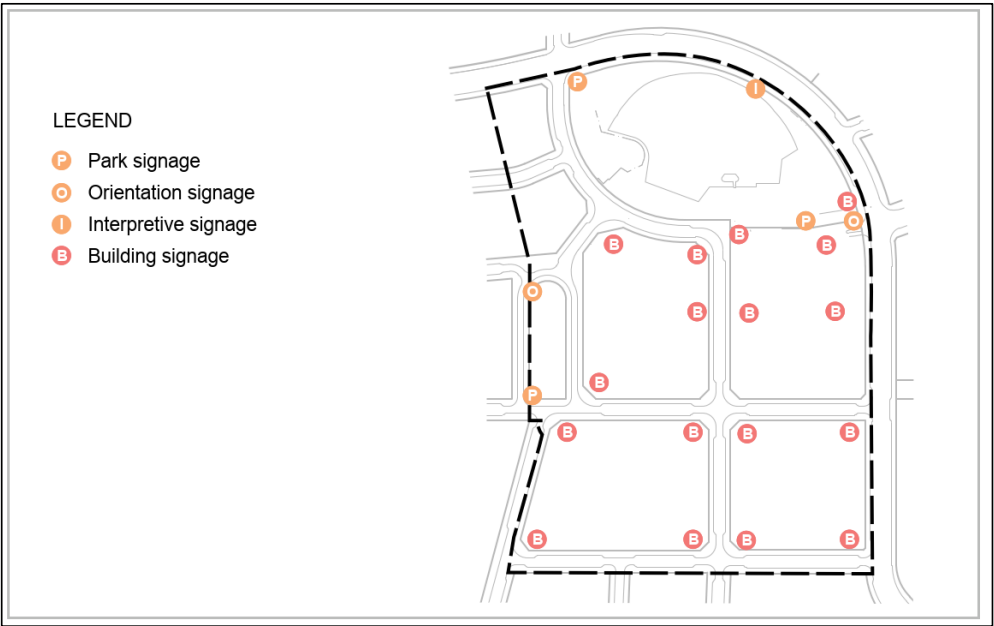 LEGEND
P Park signage
O Orientation signage
I Interpretive signage
B Building signage
P
I
B
P O
B
B B
B
O
B B B
B
P
B B B B
B B B B